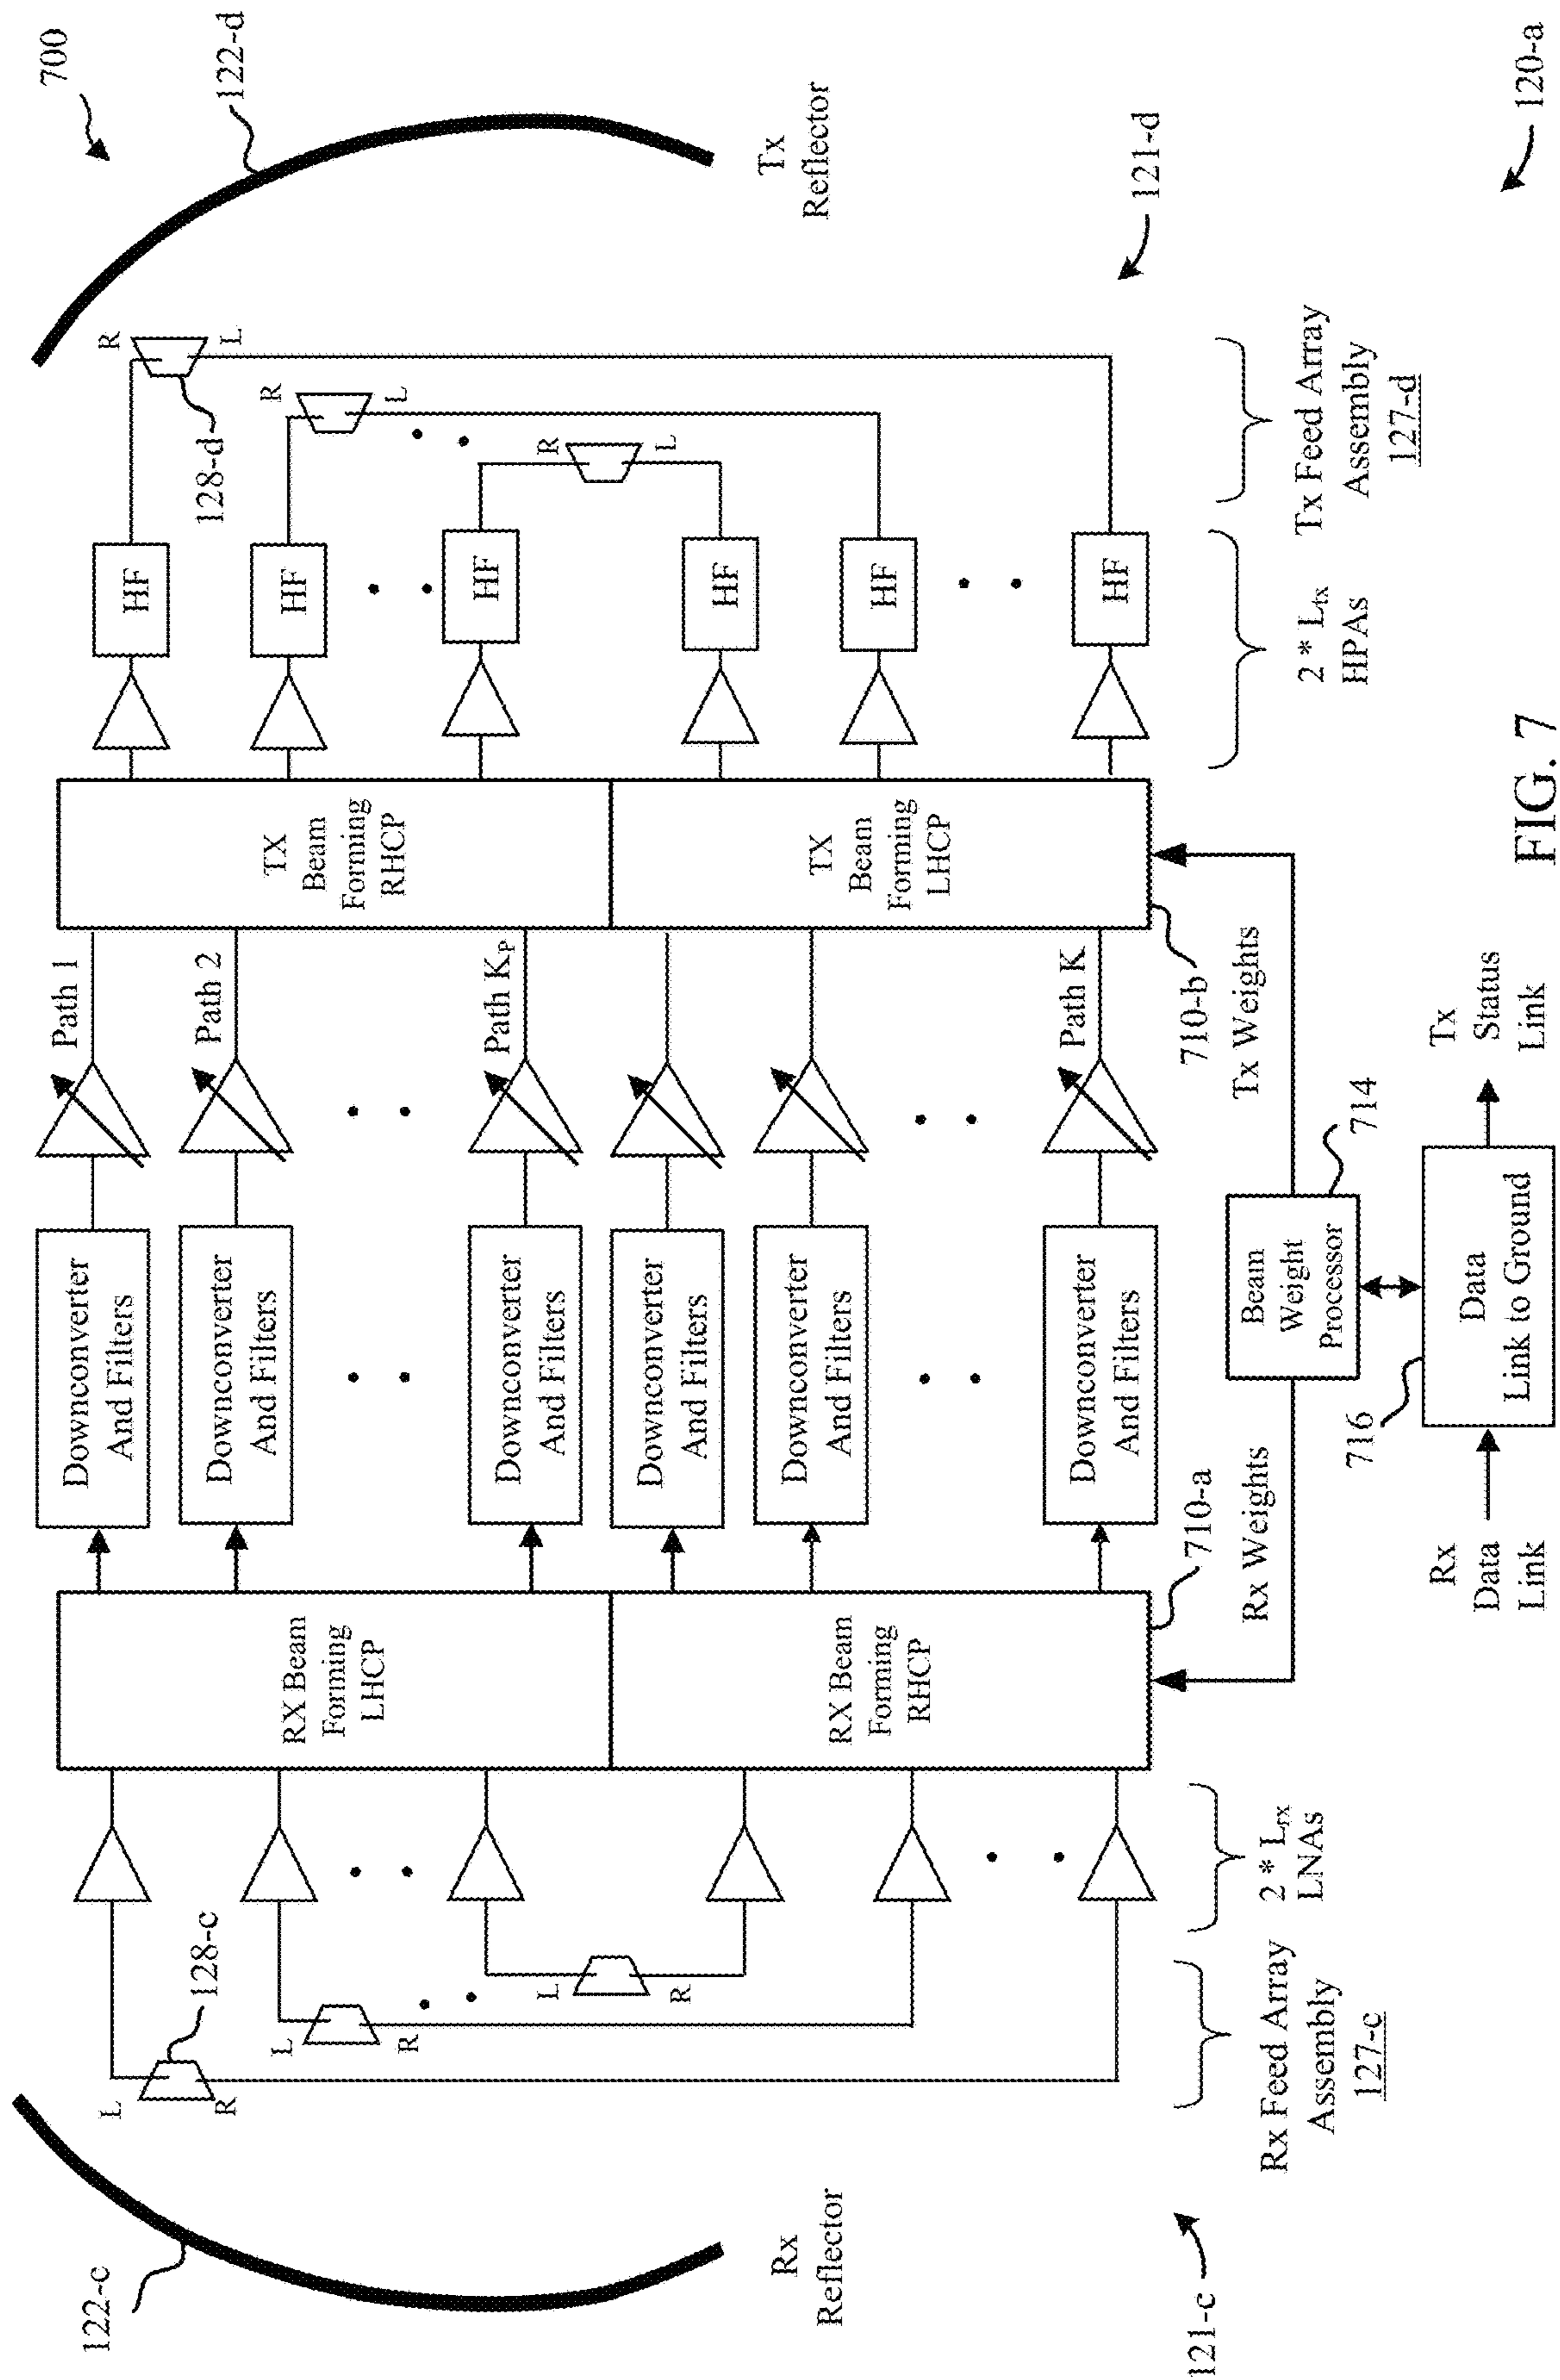 700
122-c
122-d
Rx
Reflector
Tx
Reflector
L
128-c
R
L
R
L
R
RX Beam
Forming
LHCP
RX Beam
Forming
RHCP
Downconverter
And Filters
Path 1
Downconverter
And Filters
Path 2
Downconverter
And Filters
Path KP
Downconverter
And Filters
Downconverter
And Filters
Downconverter
And Filters
Path K
TX
Beam
Forming
RHCP
TX
Beam
Forming
LHCP
HF
HF
HF
HF
HF
HF
R
128-d
L
R
L
R
L
121-c
121-d
Rx Feed Array
Assembly
127-c
2 * Lrx
LNAs
710-a
Rx Weights
Beam
Weight
Processor
714
710-b
Tx Weights
2 * Ltx
HPAs
Tx Feed Array
Assembly
127-d
Rx
Data
Link
716
Data
Link to Ground
Tx
Status
Link
FIG. 7
120-a